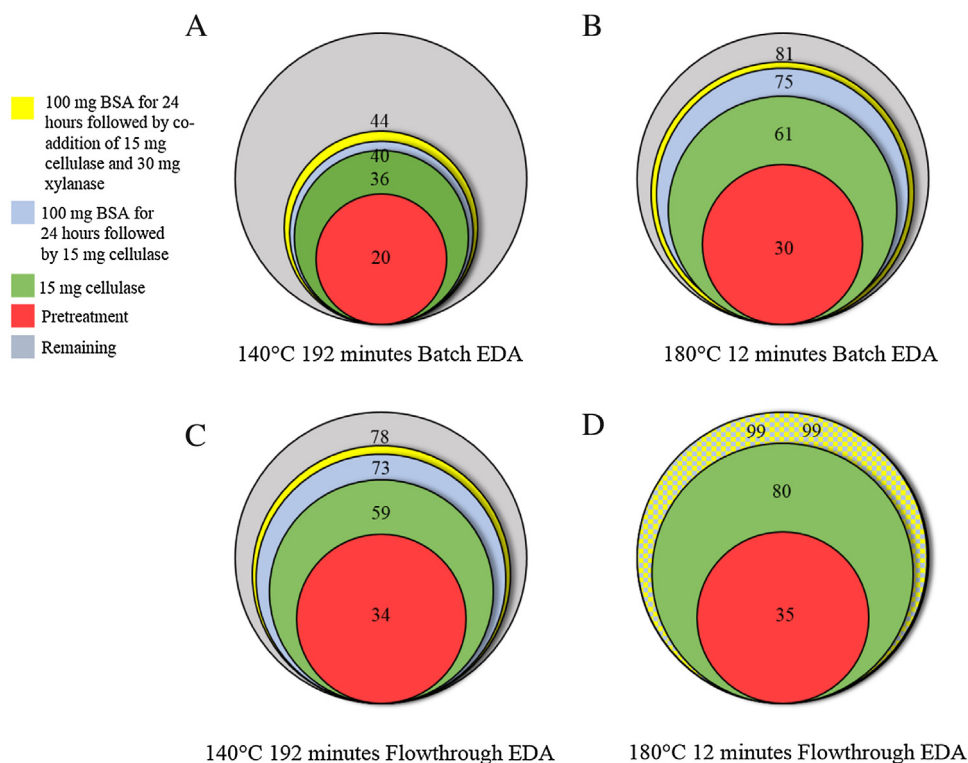 A
B
100 mg BSA for 24
hours followed by co-
addition of 15 mg
cellulase and 30 mg
xylanase
100 mg BSA for
24 hours followed
by 15 mg cellulase
15 mg cellulase
Pretreatment
Remaining
44
40
36
20
140°C 192 minutes Batch EDA
81
75
61
30
180°C 12 minutes Batch EDA
C
78
73
59
34
140°C 192 minutes Flowthrough EDA
D
99 99
80
35
180°C 12 minutes Flowthrough EDA